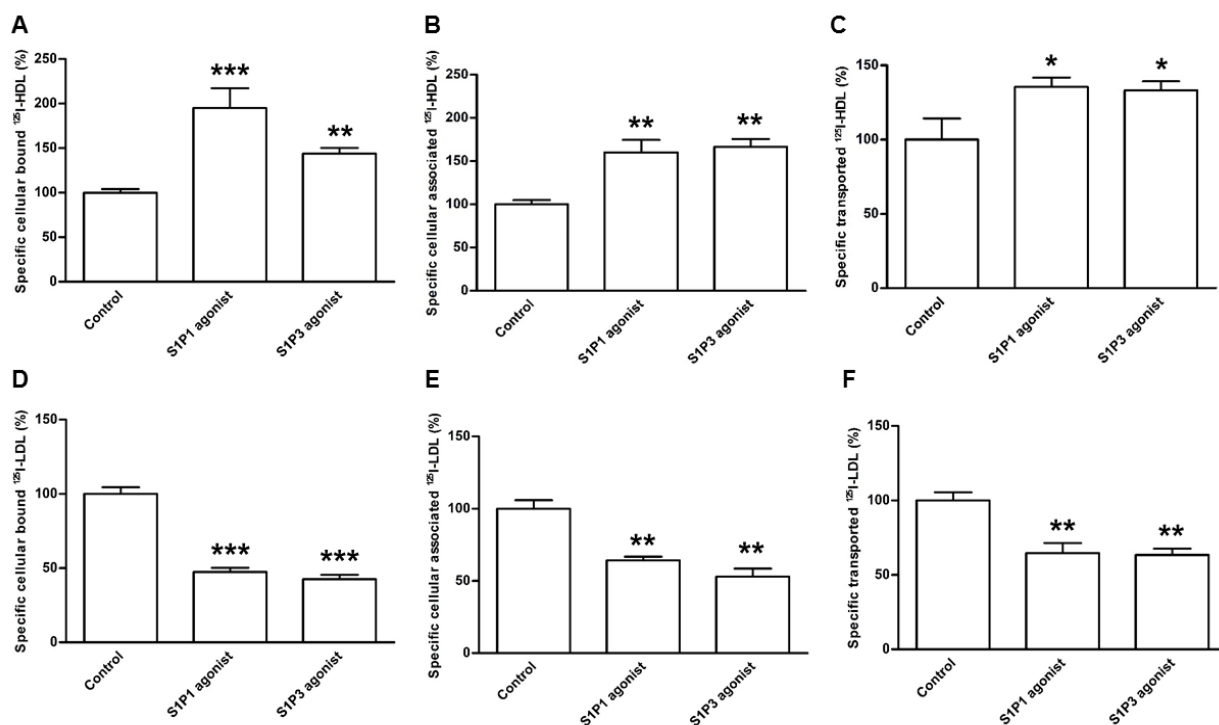 A
Specific cellular bound ¹²⁵I-HDL (%)
250
200
150
100
50
0
***
**
Control
S1P1 agonist
S1P3 agonist
B
Specific cellular associated ¹²⁵I-HDL (%)
250
200
150
100
50
0
**
**
Control
S1P1 agonist
S1P3 agonist
C
Specific transported ¹²⁵I-HDL (%)
150
100
50
0
*
*
Control
S1P1 agonist
S1P3 agonist
D
Specific cellular bound ¹²⁵I-LDL (%)
150
100
50
0
***
***
Control
S1P1 agonist
S1P3 agonist
E
Specific cellular associated ¹²⁵I-LDL (%)
150
100
50
0
**
**
Control
S1P1 agonist
S1P3 agonist
F
Specific transported ¹²⁵I-LDL (%)
150
100
50
0
**
**
Control
S1P1 agonist
S1P3 agonist